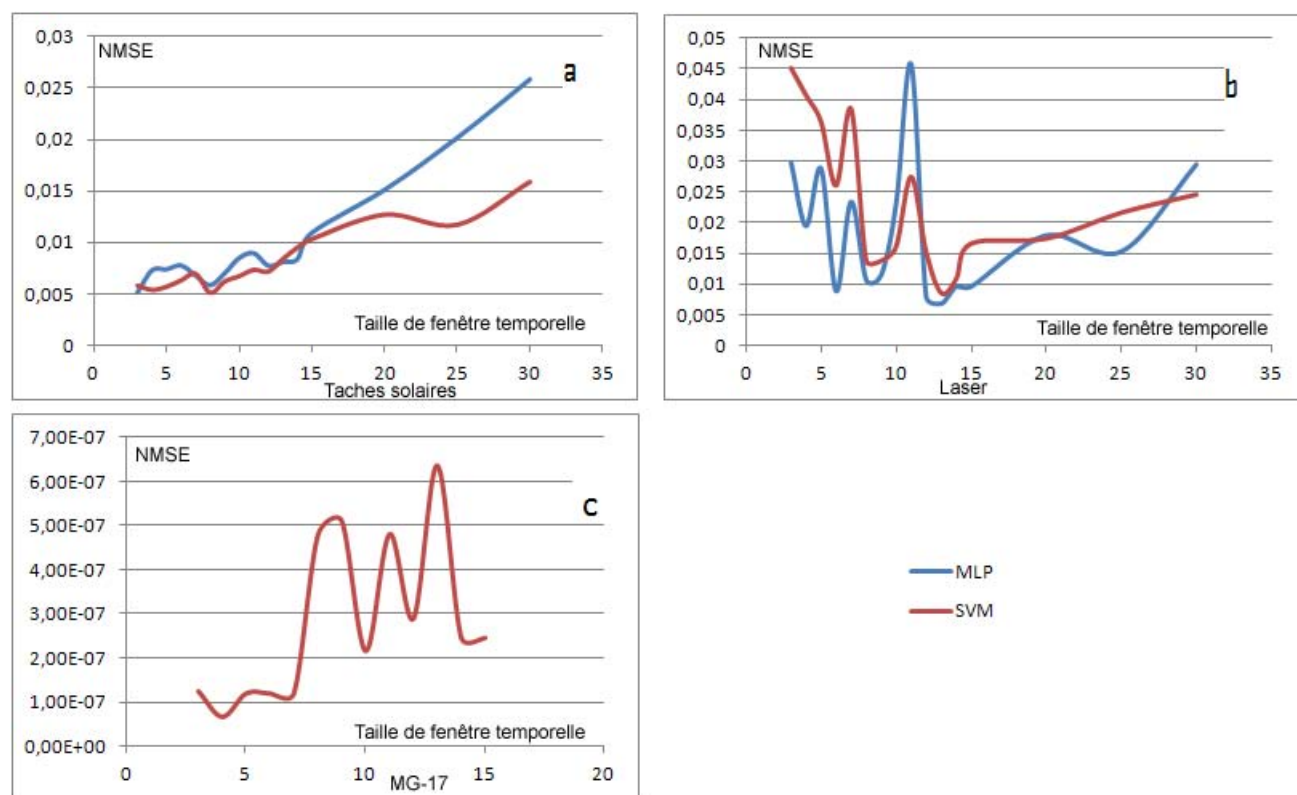 NMSE
a
0,03
0,025
0,02
0,015
0,01
0,005
0
Taille de fenêtre temporelle
0 5 10 15 20 25 30 35
Taches solaires
NMSE
b
0,05
0,045
0,04
0,035
0,03
0,025
0,02
0,015
0,01
0,005
0
Taille de fenêtre temporelle
0 5 10 15 20 25 30 35
Laser
NMSE
c
7,00E-07
6,00E-07
5,00E-07
4,00E-07
3,00E-07
2,00E-07
1,00E-07
0,00E+00
Taille de fenêtre temporelle
0 5 10 15 20
MG-17
MLP
SVM